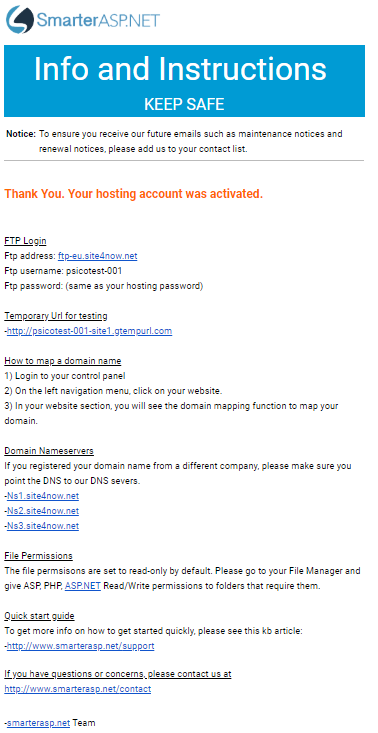 SmarterASP.NET
Info and Instructions
KEEP SAFE
Notice: To ensure you receive our future emails such as maintenance notices and
renewal notices, please add us to your contact list.
Thank You. Your hosting account was activated.
FTP Login
Ftp address: ftp-eu.site4now.net
Ftp username: psicotest-001
Ftp password: (same as your hosting password)
Temporary Url for testing
-http://psicotest-001-site1.gtempurl.com
How to map a domain name
1) Login to your control panel
2) On the left navigation menu, click on your website.
3) In your website section, you will see the domain mapping function to map your
domain.
Domain Nameservers
If you registered your domain name from a different company, please make sure you
point the DNS to our DNS severs.
-Ns1.site4now.net
-Ns2.site4now.net
-Ns3.site4now.net
File Permissions
The file permsisons are set to read-only by default. Please go to your File Manager and
give ASP, PHP, ASP.NET Read/Write permissions to folders that require them.
Quick start guide
To get more info on how to get started quickly, please see this kb article:
-http://www.smarterasp.net/support
If you have questions or concerns, please contact us at
http://www.smarterasp.net/contact
-smarterasp.net Team